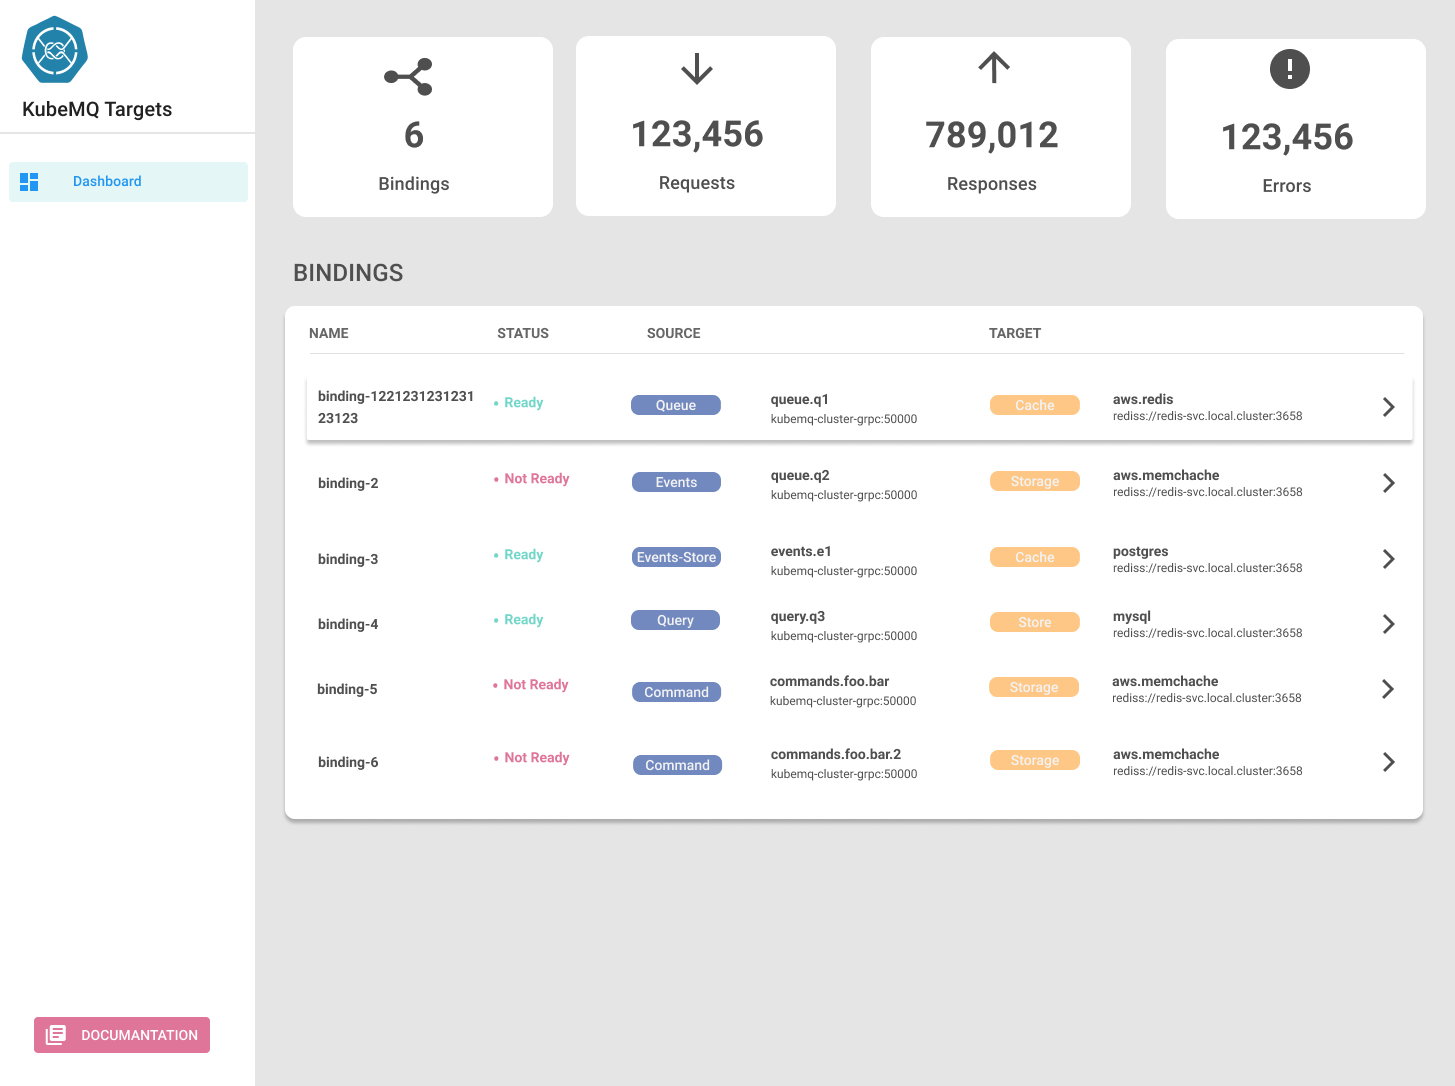 KubeMQ Targets
Dashboard
6
Bindings
123,456
Requests
789,012
Responses
123,456
Errors
BINDINGS
NAME STATUS SOURCE TARGET
binding-1221231231231
23123
Ready
Queue
queue.q1
kubemq-cluster-grpc:50000
Cache
aws.redis
rediss://redis-svc.local.cluster:3658
binding-2
Not Ready
Events
queue.q2
kubemq-cluster-grpc:50000
Storage
aws.memchache
rediss://redis-svc.local.cluster:3658
binding-3
Ready
Events-Store
events.e1
kubemq-cluster-grpc:50000
Cache
postgres
rediss://redis-svc.local.cluster:3658
binding-4
Ready
Query
query.q3
kubemq-cluster-grpc:50000
Store
mysql
rediss://redis-svc.local.cluster:3658
binding-5
Not Ready
Command
commands.foo.bar
kubemq-cluster-grpc:50000
Storage
aws.memchache
rediss://redis-svc.local.cluster:3658
binding-6
Not Ready
Command
commands.foo.bar.2
kubemq-cluster-grpc:50000
Storage
aws.memchache
rediss://redis-svc.local.cluster:3658
DOCUMANTATION